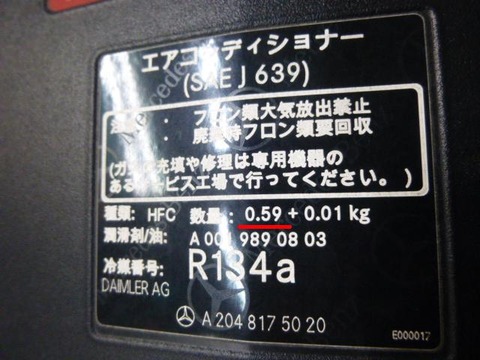 エアコンディショナー
(SAE J 639)
注意: フロン類大気放出禁止
廃棄時フロン類要回収
(ガス充填や修理は専用機器の
あるサービス工場で行ってください。)
種類: HFC 数量: 0.59 + 0.01 kg
潤滑剤/油: A 001 989 08 03
冷媒番号: R134a
DAIMLER AG
A 204 817 50 20
E000017